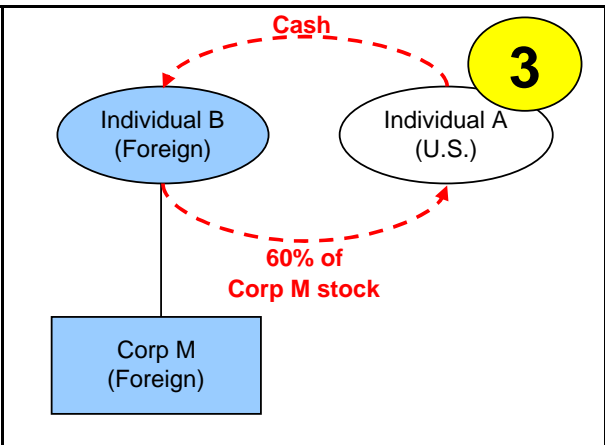 Cash
3
Individual B
(Foreign)
Individual A
(U.S.)
60% of
Corp M stock
Corp M
(Foreign)